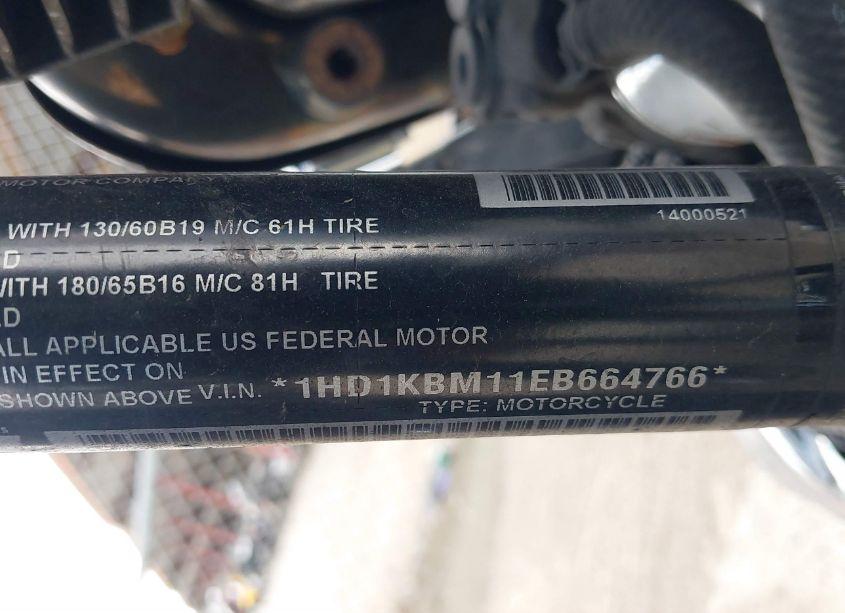 MOTOR COMPANY
14000521
WITH 130/60B19 M/C 61H TIRE
D
WITH 180/65B16 M/C 81H TIRE
LD
ALL APPLICABLE US FEDERAL MOTOR
IN EFFECT ON
SHOWN ABOVE V.I.N. *1HD1KBM11EB664766*
TYPE: MOTORCYCLE